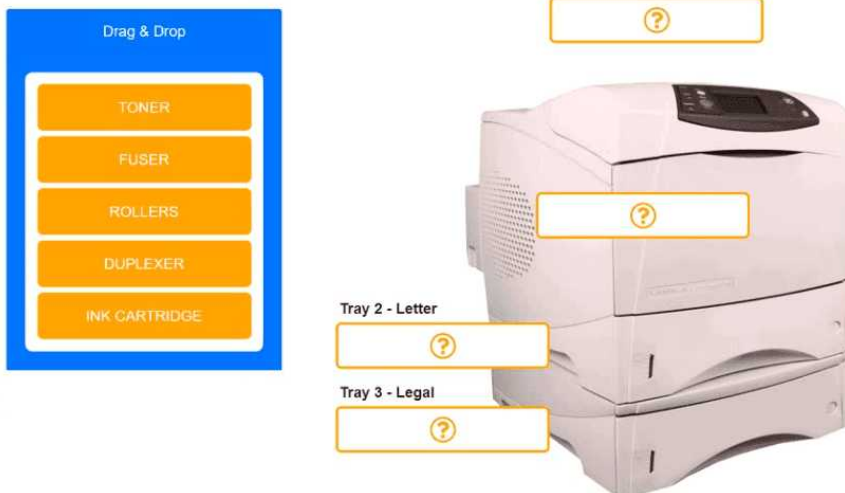 Drag & Drop
TONER
FUSER
ROLLERS
DUPLEXER
INK CARTRIDGE
?
?
Tray 2 - Letter
?
Tray 3 - Legal
?